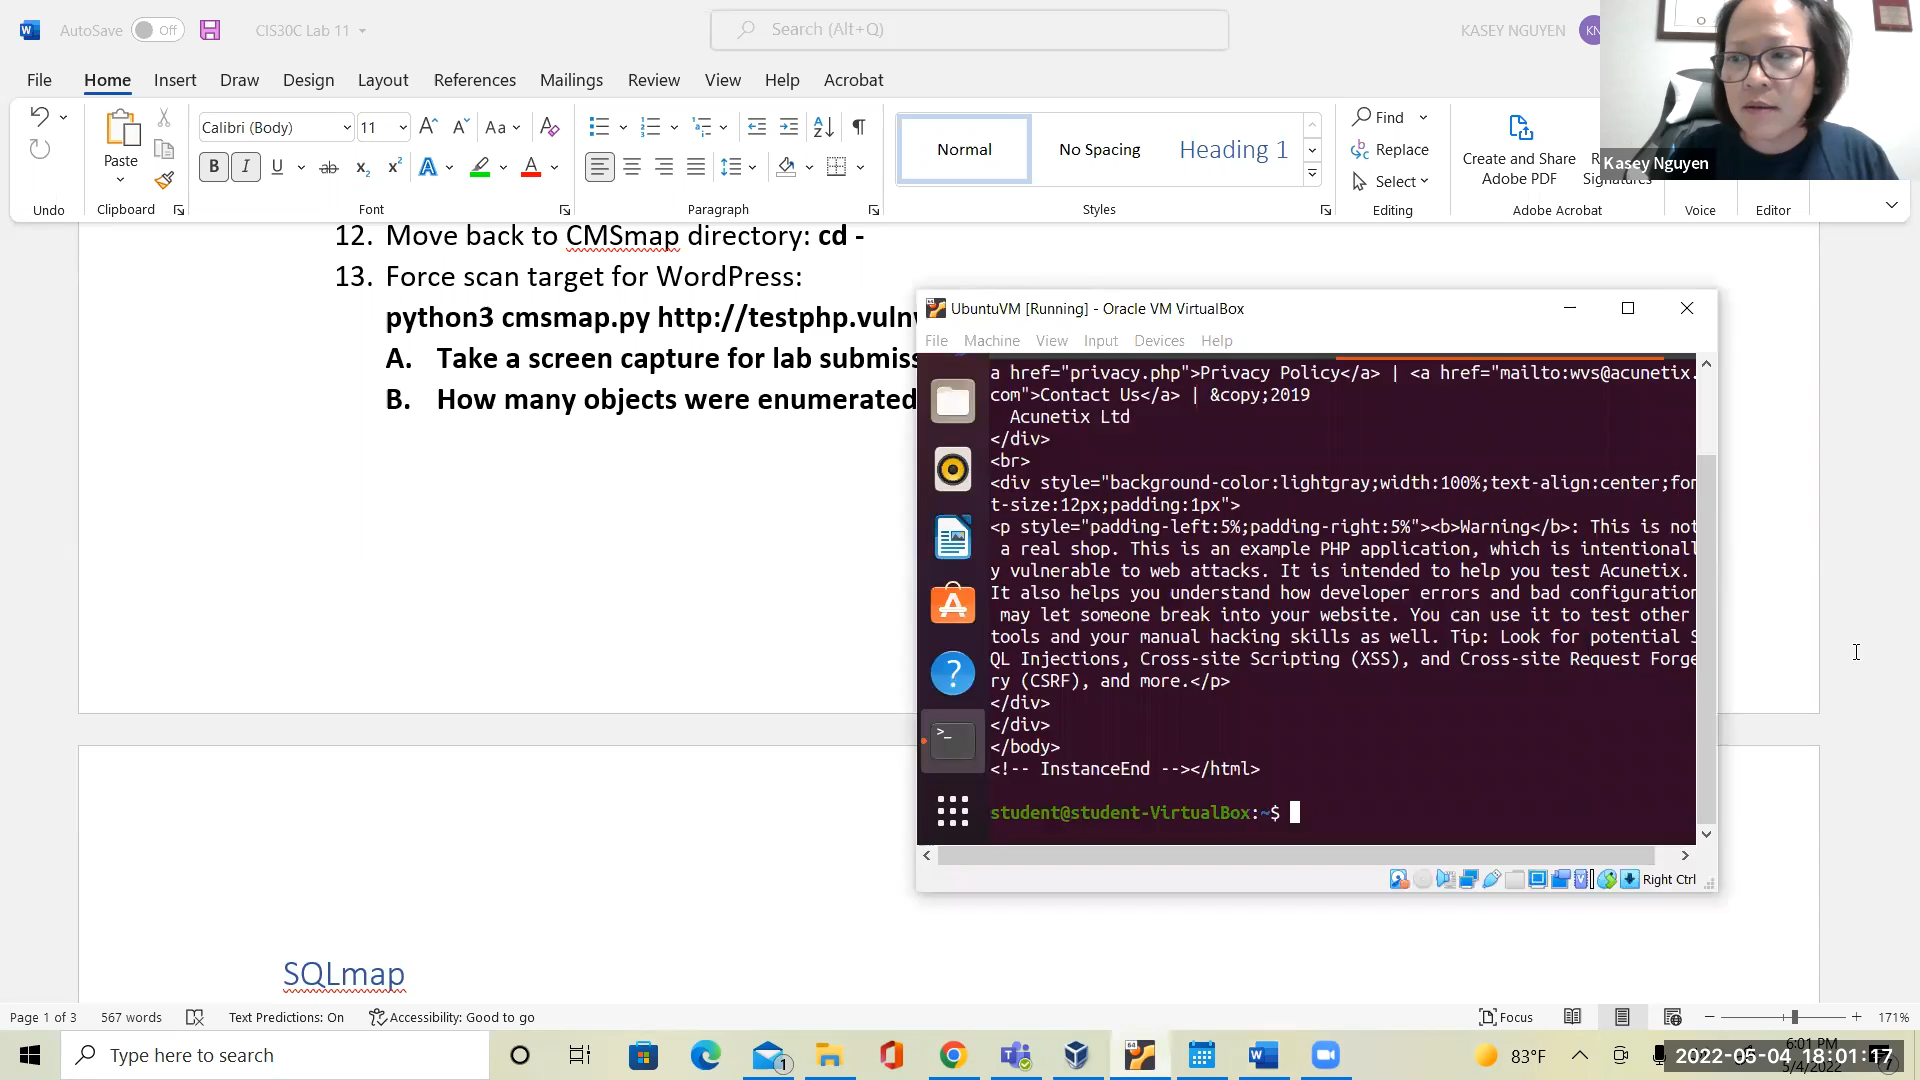 AutoSave Off CIS30C Lab 11 Search (Alt+Q) KASEY NGUYEN KN
File Home Insert Draw Design Layout References Mailings Review View Help Acrobat
Calibri (Body) 11 Aa Find
Paste Normal No Spacing Heading 1 Replace Create and Share
Adobe PDF
Select
Kasey Nguyen
Signatures
Undo Clipboard Font Paragraph Styles Editing Adobe Acrobat Voice Editor
12. Move back to CMSmap directory: cd -
13. Force scan target for WordPress:
python3 cmsmap.py http://testphp.vuln
A. Take a screen capture for lab submiss
B. How many objects were enumerated
UbuntuVM [Running] - Oracle VM VirtualBox
File Machine View Input Devices Help
a href="privacy.php">Privacy Policy</a> | <a href="mailto:wvs@acunetix.
com">Contact Us</a> | &copy;2019
Acunetix Ltd
</div>
<br>
<div style="background-color:lightgray;width:100%;text-align:center;fon
t-size:12px;padding:1px">
<p style="padding-left:5%;padding-right:5%"><b>Warning</b>: This is not
a real shop. This is an example PHP application, which is intentionall
y vulnerable to web attacks. It is intended to help you test Acunetix.
It also helps you understand how developer errors and bad configuration
may let someone break into your website. You can use it to test other
tools and your manual hacking skills as well. Tip: Look for potential S
QL Injections, Cross-site Scripting (XSS), and Cross-site Request Forge
ry (CSRF), and more.</p>
</div>
</div>
</body>
<!-- InstanceEnd --></html>
student@student-VirtualBox:~$
Right Ctrl
SQLmap
Page 1 of 3 567 words Text Predictions: On Accessibility: Good to go Focus 171%
Type here to search 83°F 6:01 PM
2022-05-04 18:01:17
5/4/2022